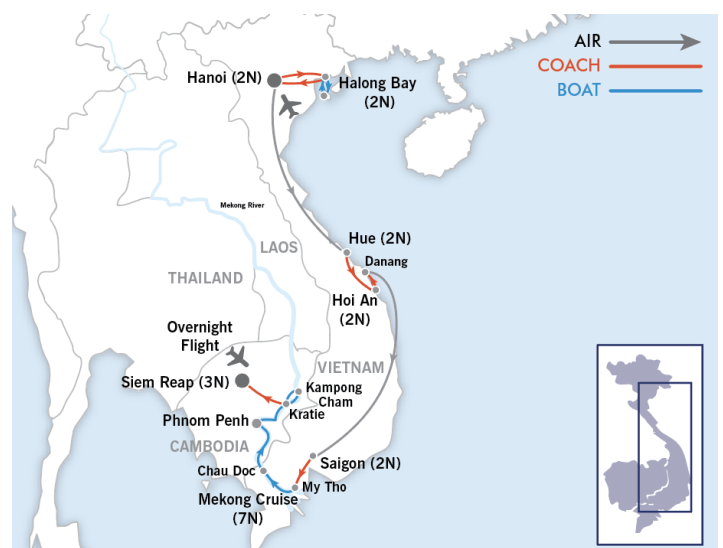 AIR
COACH
BOAT
Hanoi (2N)
Halong Bay
(2N)
Mekong River
Hue (2N)
LAOS
Danang
THAILAND
Hoi An
(2N)
Overnight
Flight
VIETNAM
Siem Reap (3N)
Kampong
Cham
Kratie
Phnom Penh
CAMBODIA
Saigon (2N)
Chau Doc
My Tho
Mekong Cruise
(7N)